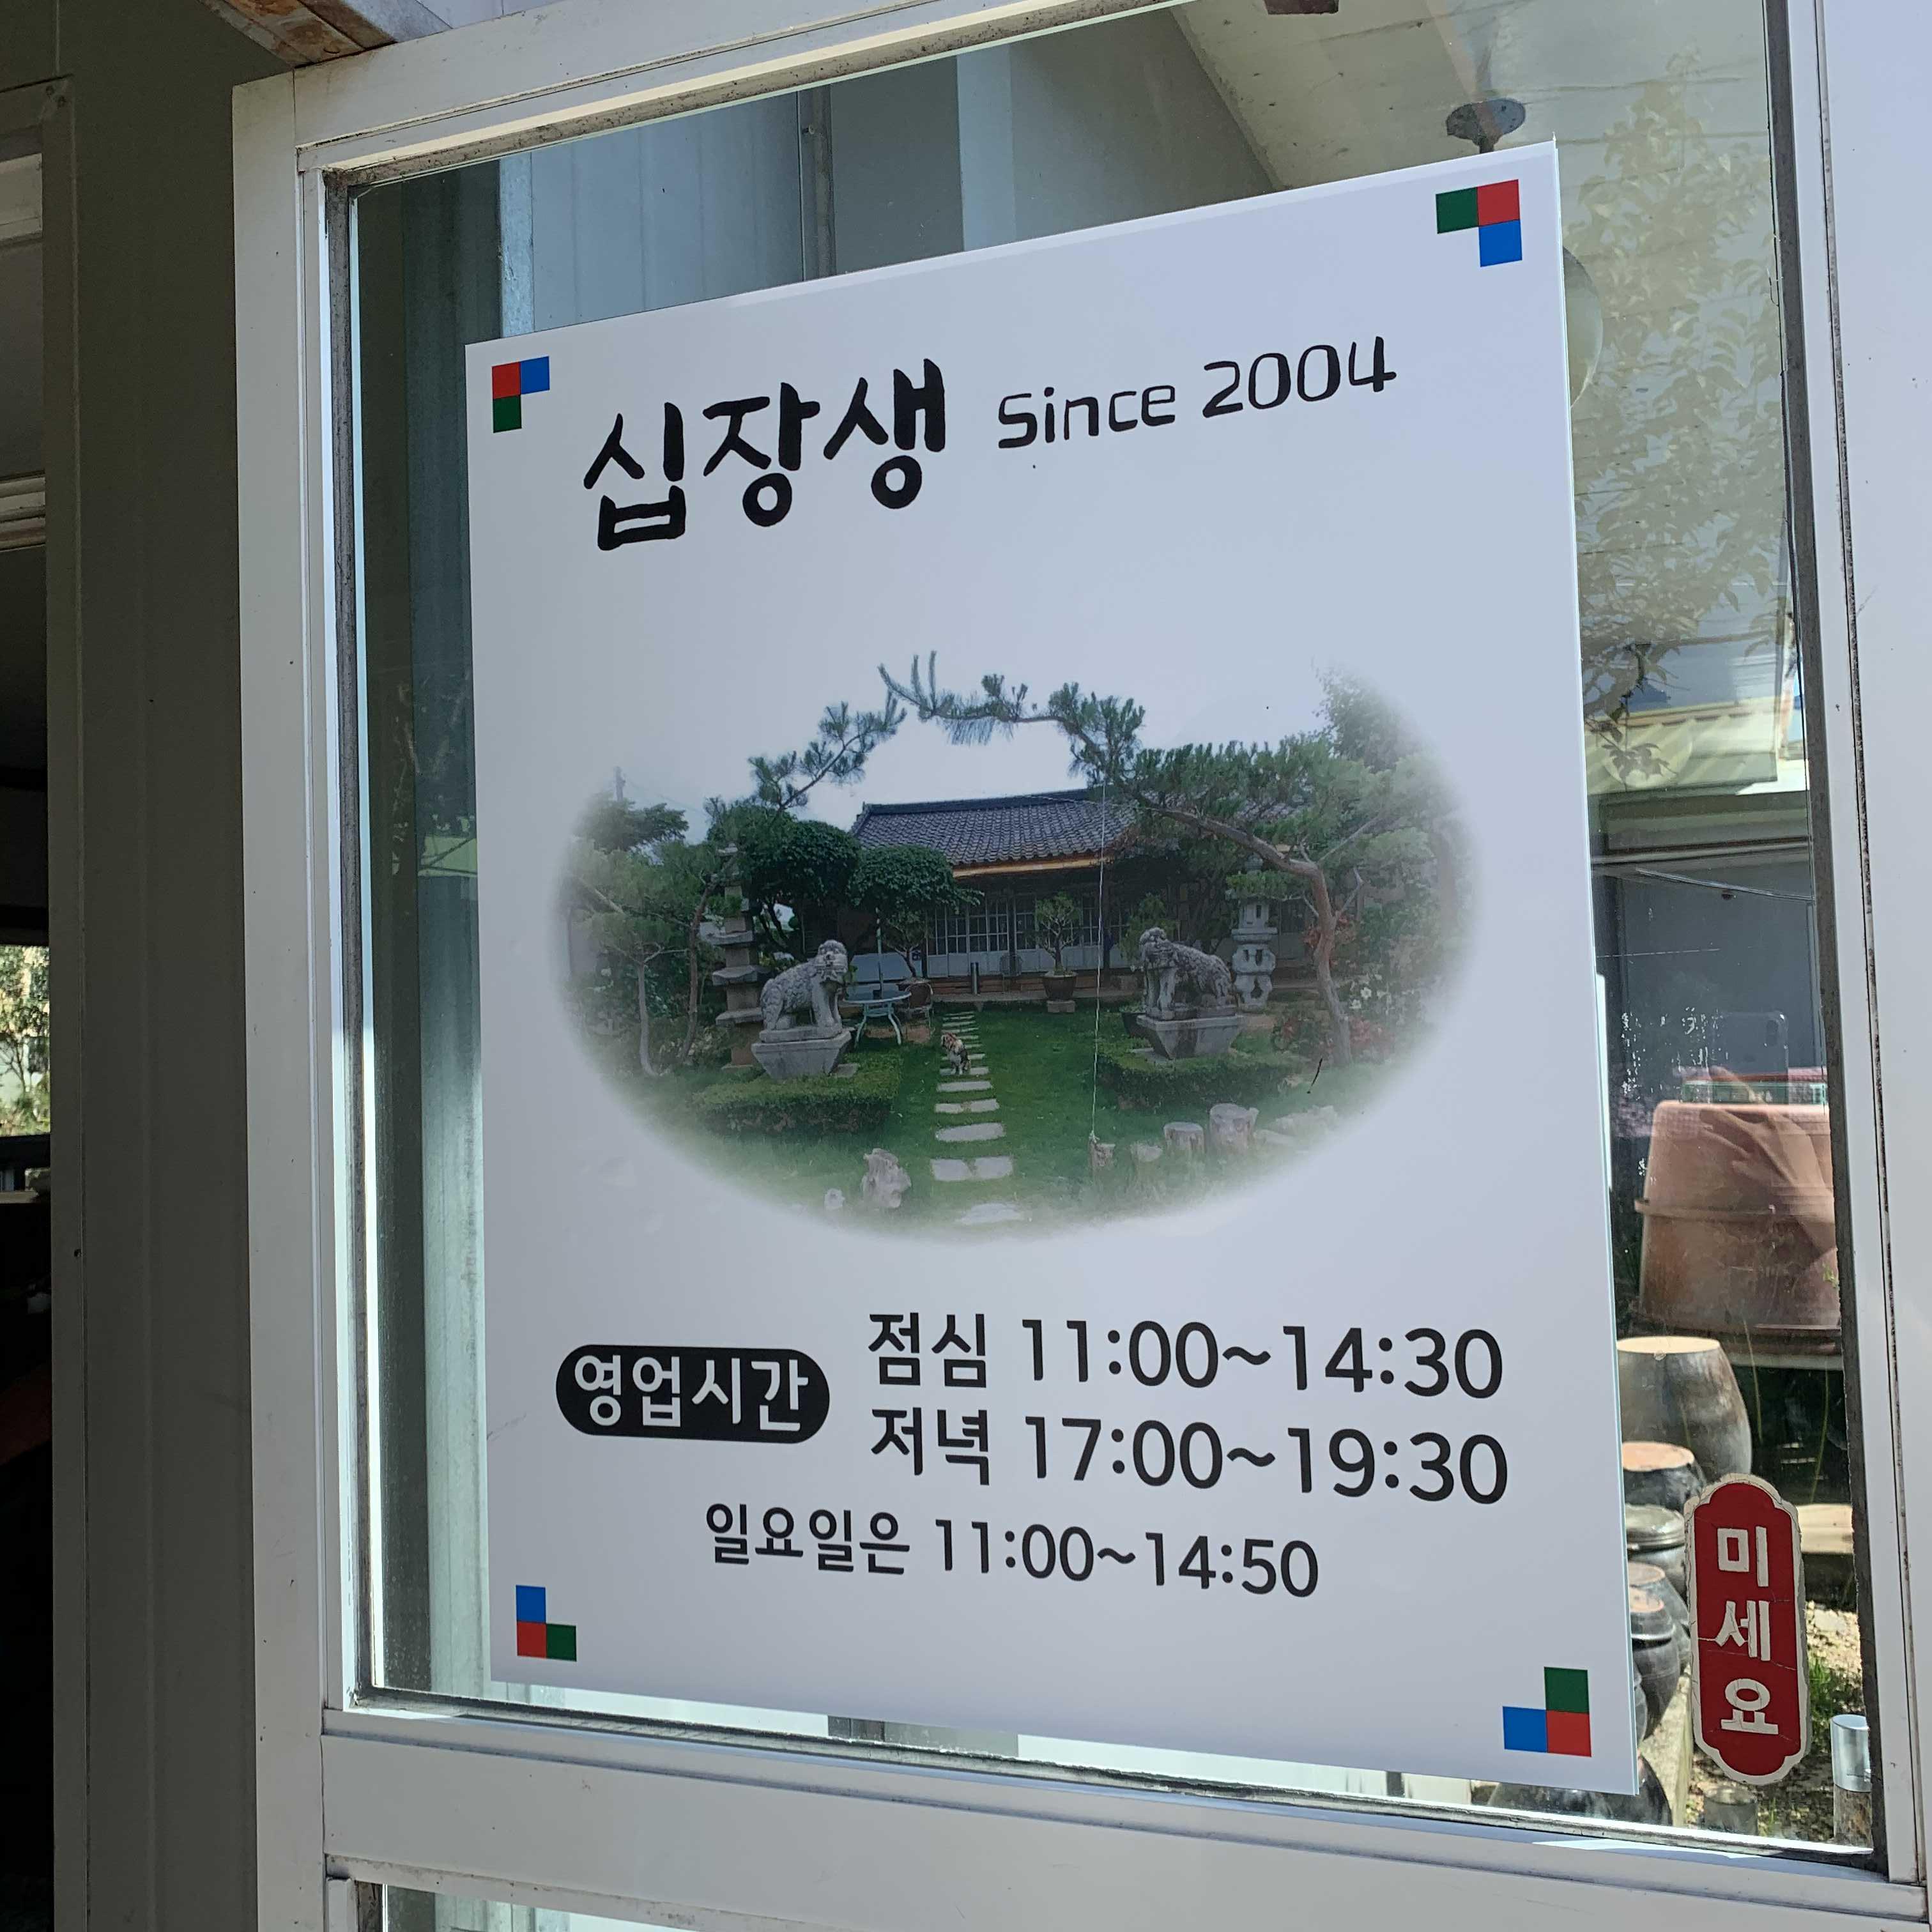 십장생 Since 2004
영업시간
점심 11:00~14:30
저녁 17:00~19:30
일요일은 11:00~14:50
미세요